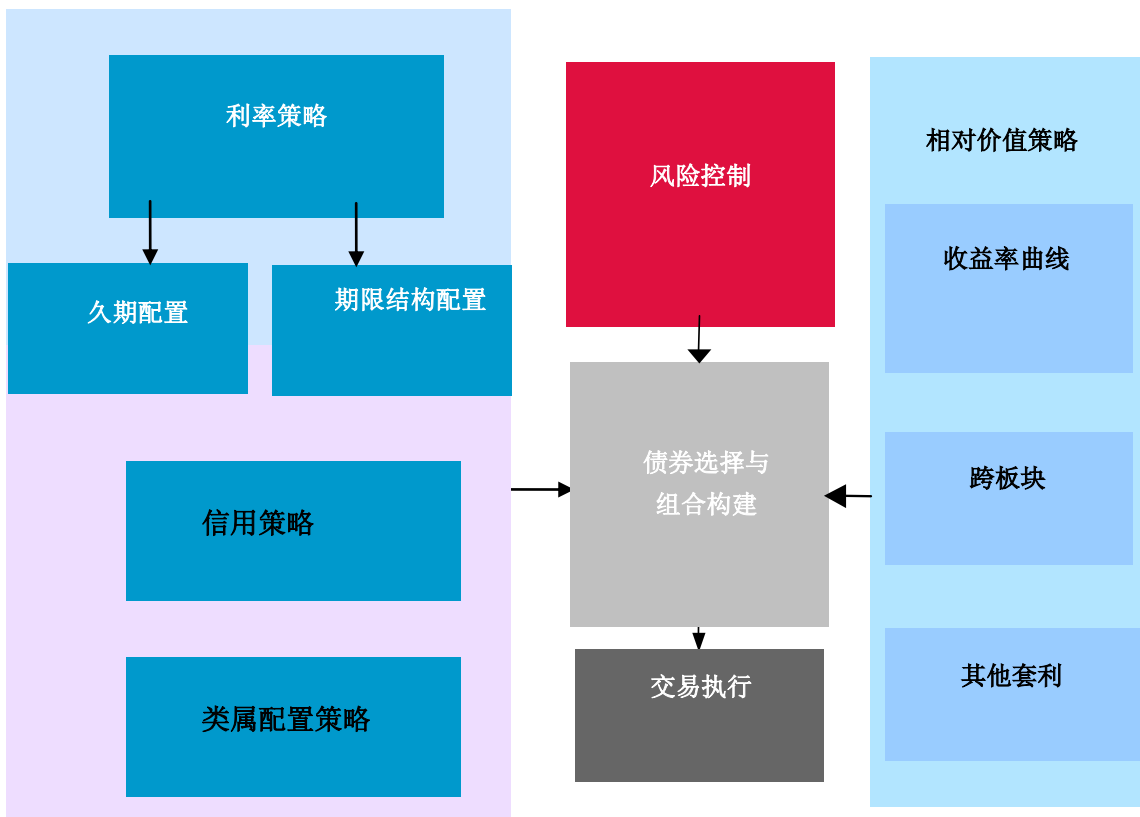 利率策略
久期配置
期限结构配置
信用策略
类属配置策略
风险控制
债券选择与
组合构建
交易执行
相对价值策略
收益率曲线
跨板块
其他套利